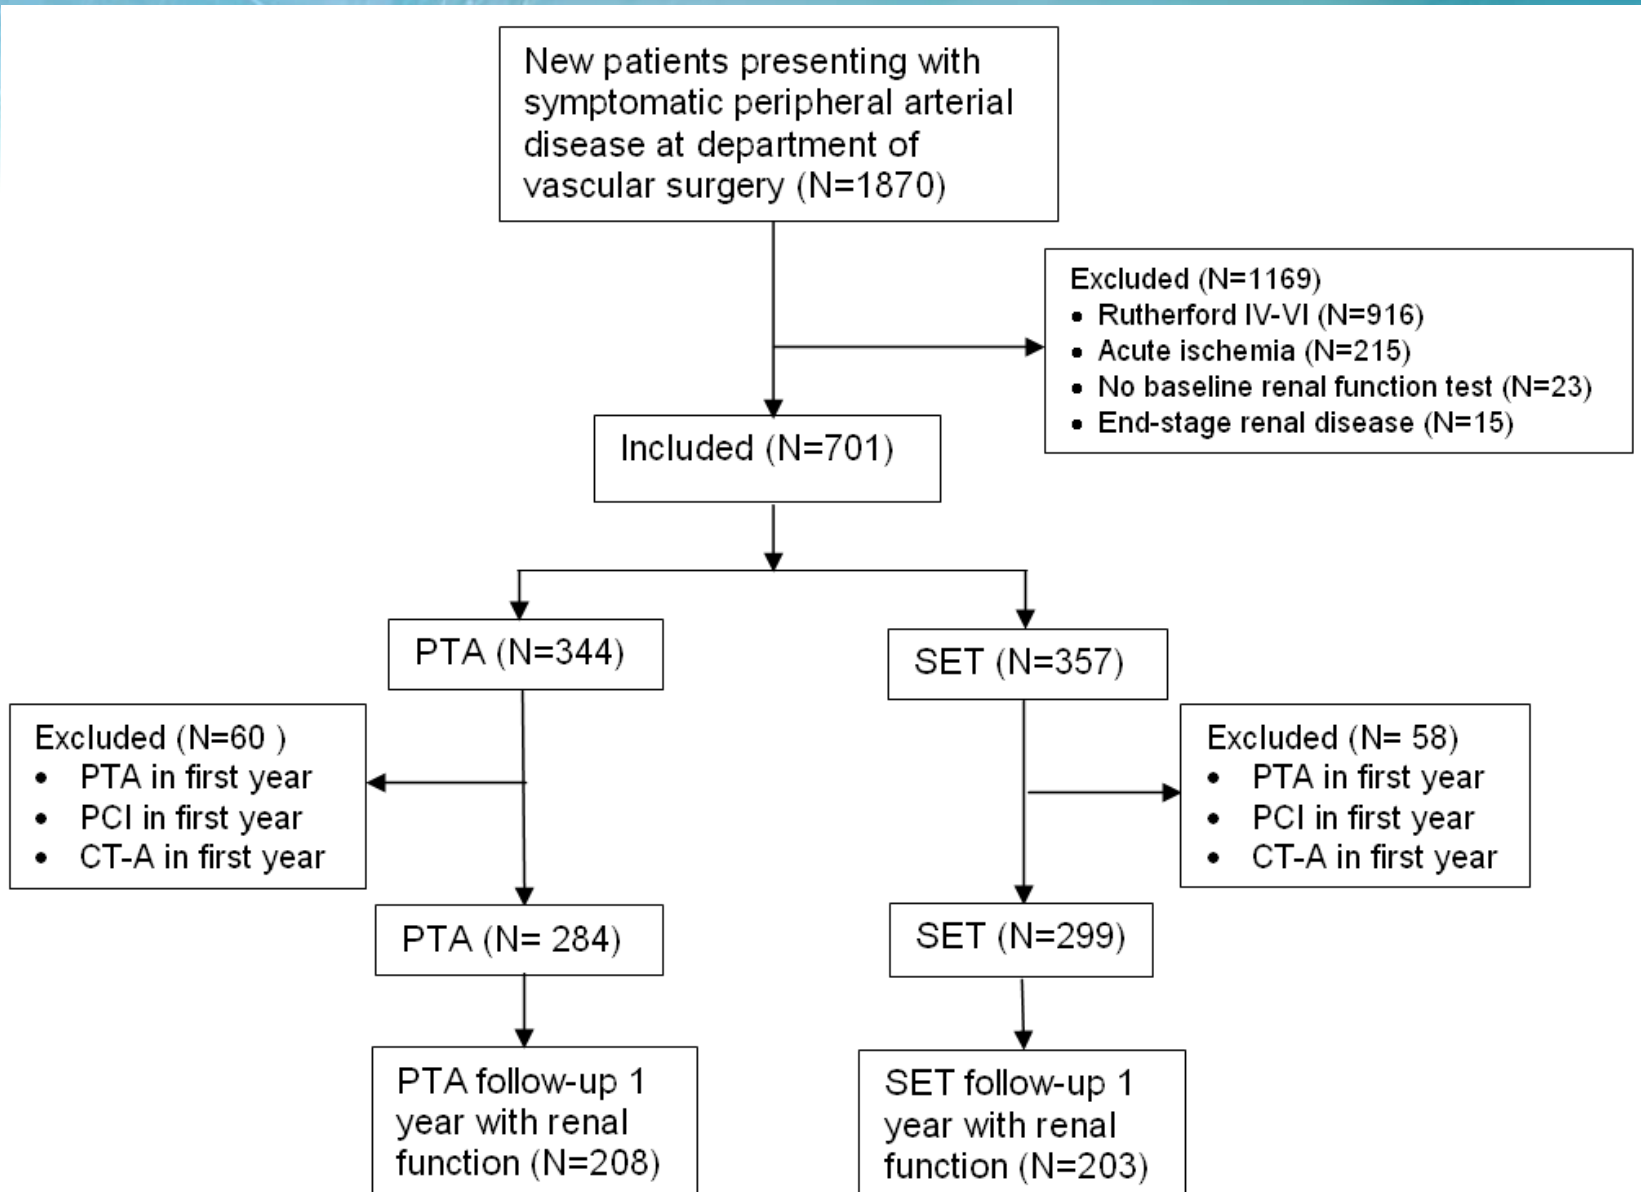 New patients presenting with
symptomatic peripheral arterial
disease at department of
vascular surgery (N=1870)
Excluded (N=1169)
• Rutherford IV-VI (N=916)
• Acute ischemia (N=215)
• No baseline renal function test (N=23)
• End-stage renal disease (N=15)
Included (N=701)
PTA (N=344)
SET (N=357)
Excluded (N=60 )
• PTA in first year
• PCI in first year
• CT-A in first year
Excluded (N= 58)
• PTA in first year
• PCI in first year
• CT-A in first year
PTA (N= 284)
SET (N=299)
PTA follow-up 1
year with renal
function (N=208)
SET follow-up 1
year with renal
function (N=203)